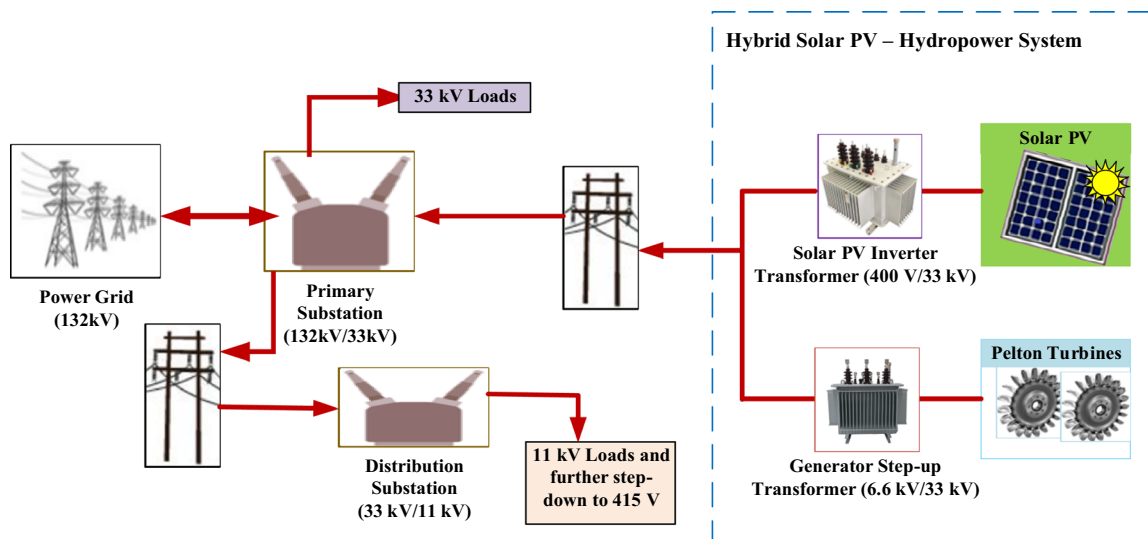 Hybrid Solar PV – Hydropower System
33 kV Loads
Solar PV
Solar PV Inverter
Transformer (400 V/33 kV)
Power Grid
(132kV)
Primary
Substation
(132kV/33kV)
Pelton Turbines
Distribution
Substation
(33 kV/11 kV)
11 kV Loads and
further step-
down to 415 V
Generator Step-up
Transformer (6.6 kV/33 kV)